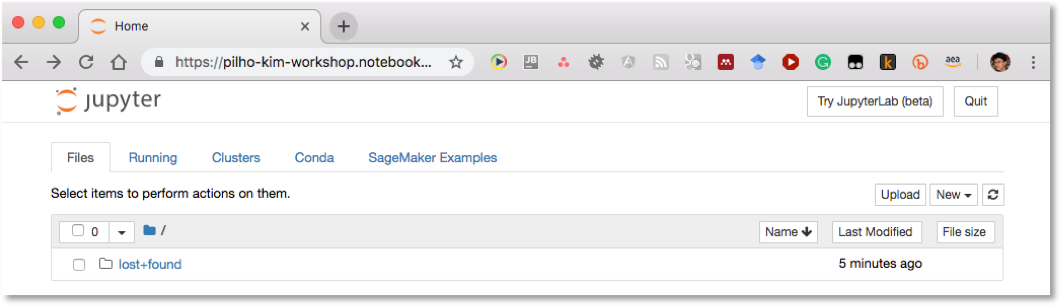 Home
https://pilho-kim-workshop.notebook...
JB
aea
jupyter
Try JupyterLab (beta)
Quit
Files
Running
Clusters
Conda
SageMaker Examples
Select items to perform actions on them.
Upload
New
0
/
Name
Last Modified
File size
lost+found
5 minutes ago